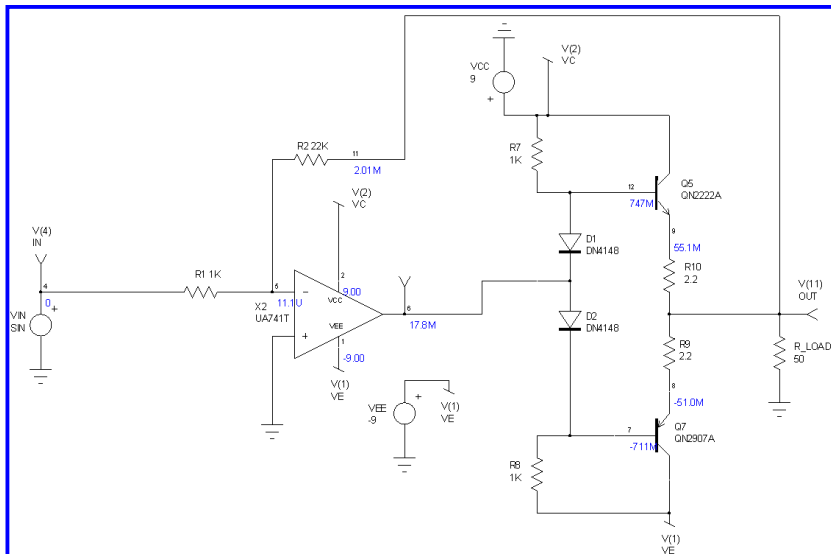 V(2)
VC
VCC
9
+
R2 22K
11
2.01M
R7
1K
12
747M
Q5
QN2222A
V(2)
VC
9
55.1M
D1
DN4148
R10
2.2
V(4)
IN
R1 1K
4
0
VIN
SIN
+
5
11.1U
X2
UA741T
−
+
2
9.00
VCC
VEE
1
-9.00
V(1)
VE
6
17.8M
V(11)
OUT
D2
DN4148
R9
2.2
R_LOAD
50
VEE
-9
+
V(1)
VE
8
-51.0M
7
-711M
Q7
QN2907A
R8
1K
V(1)
VE